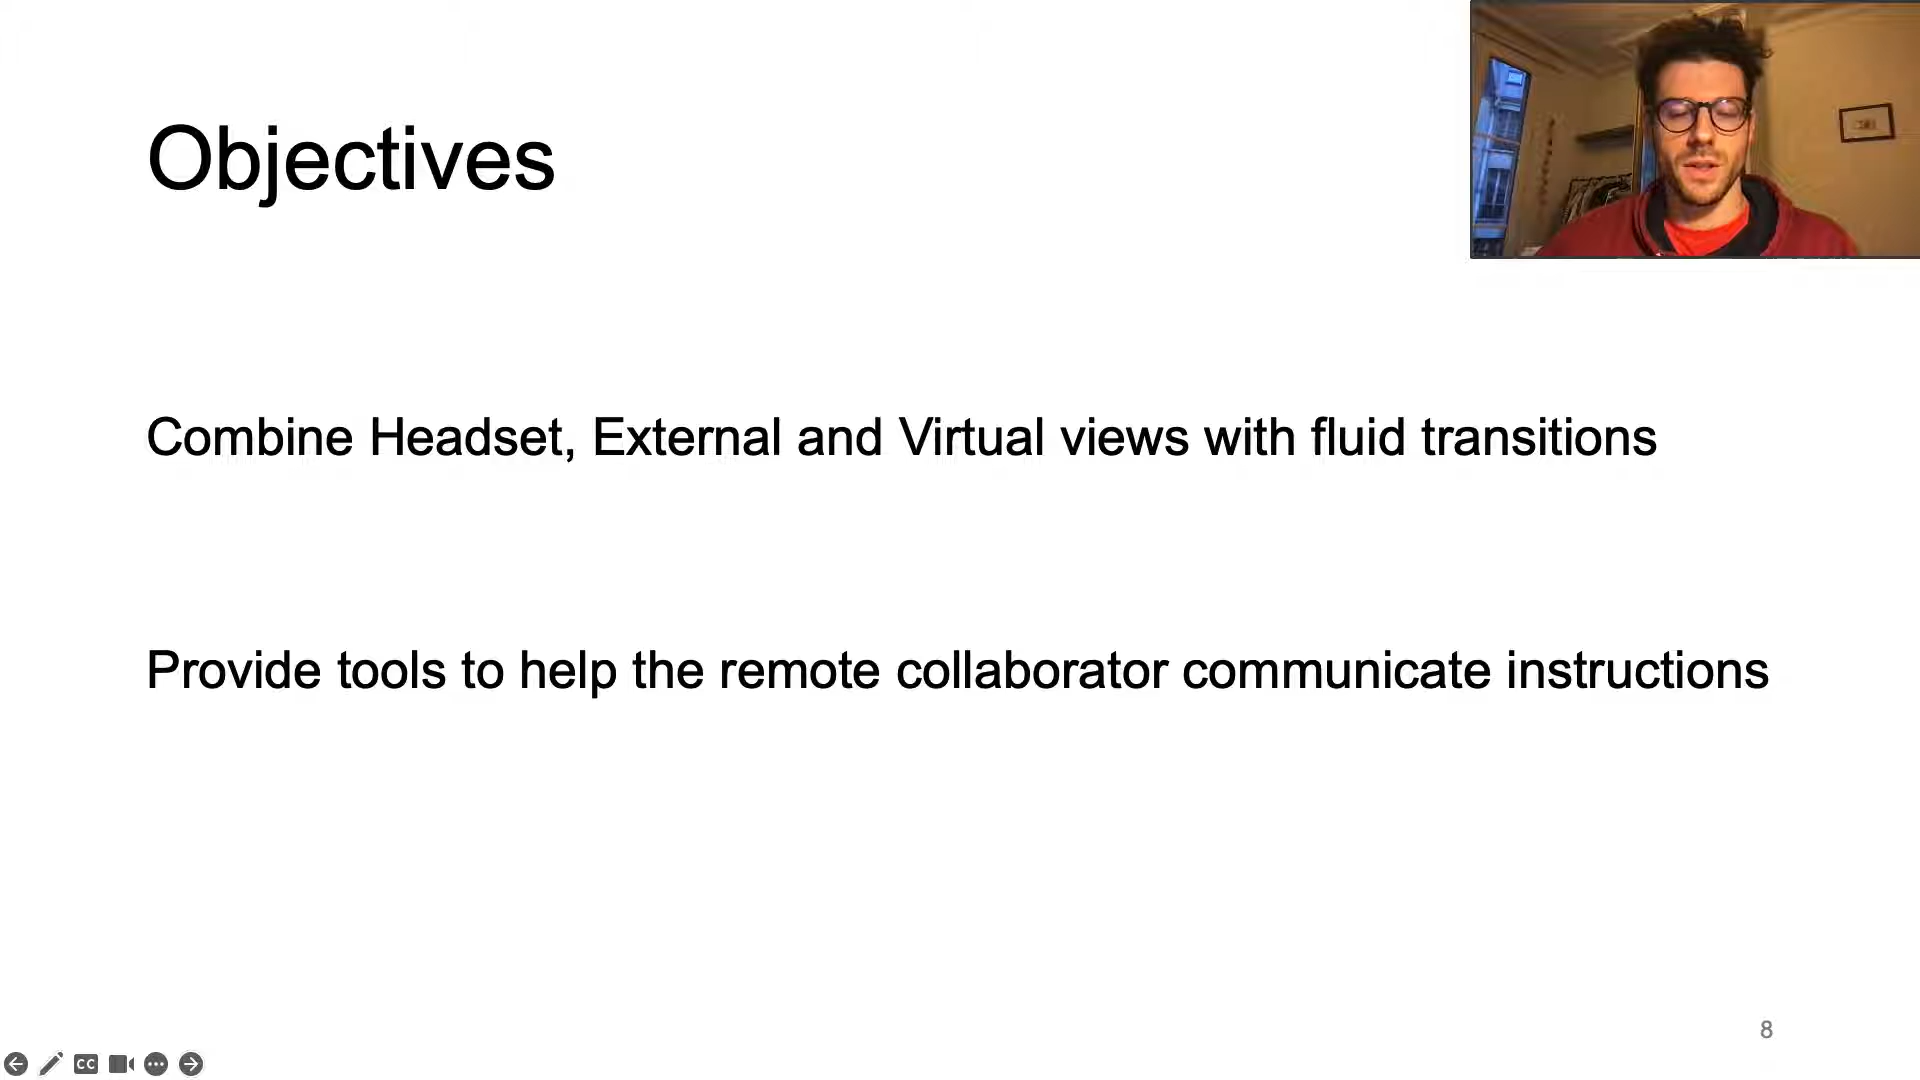 Objectives
Combine Headset, External and Virtual views with fluid transitions
Provide tools to help the remote collaborator communicate instructions
8
CC